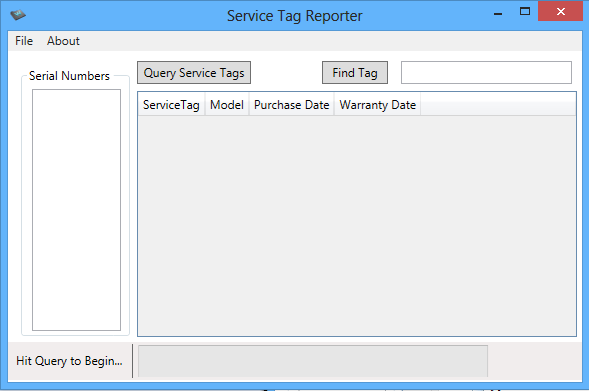 Service Tag Reporter
File About
Serial Numbers
Query Service Tags Find Tag
ServiceTag Model Purchase Date Warranty Date
Hit Query to Begin...